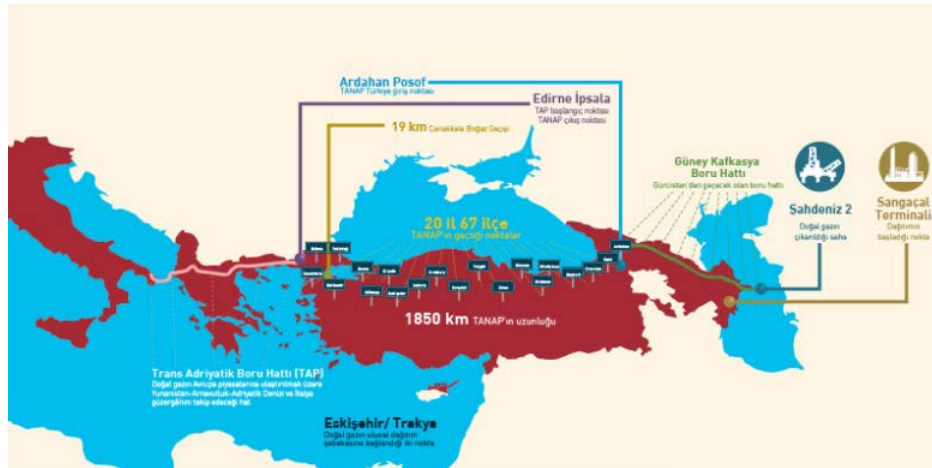 Ardahan Posof
TANAP Türkiye giriş noktası
Edirne İpsala
TAP başlangıç noktası
TANAP çıkış noktası
19 km Çanakkale Boğaz Geçişi
Güney Kafkasya
Boru Hattı
Gürcistan'dan geçecek olan boru hattı
Şahdeniz 2
Doğal gazın
çıkarıldığı saha
Sangaçal
Terminali
Dağıtımın
başladığı nokta
20 il 67 ilçe
TANAP'ın geçtiği noktalar
1850 km TANAP'ın uzunluğu
Trans Adriyatik Boru Hattı (TAP)
Doğal gazın Avrupa piyasalarına ulaştırılmak üzere
Yunanistan-Arnavutluk-Adriyatik Denizi ve İtalya
güzergâhını takip edeceği hat
Eskişehir/ Trakya
Doğal gazın ulusal dağıtım
şebekesine bağlandığı iki nokta